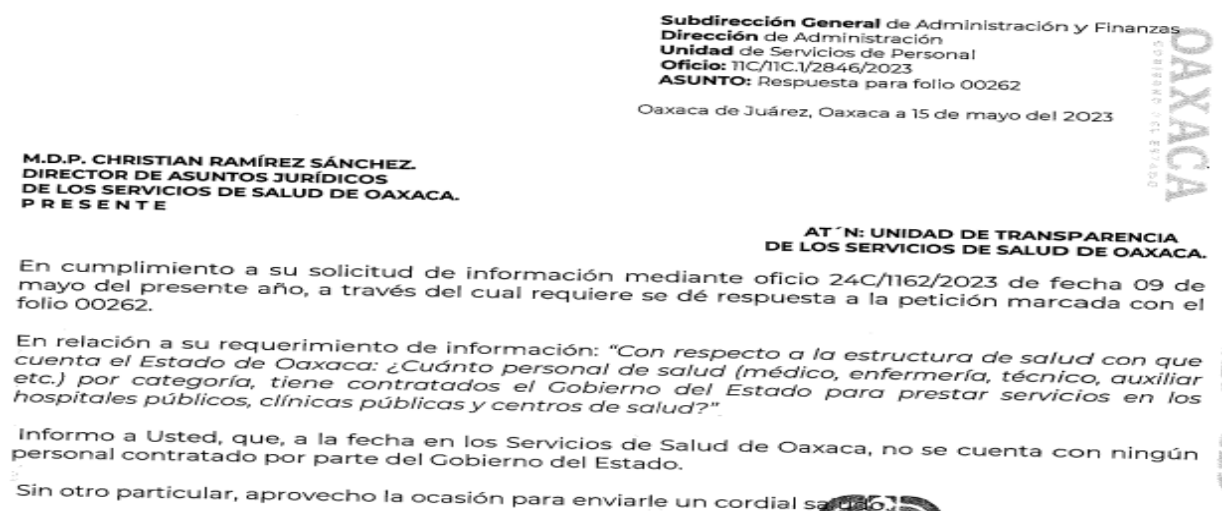 Subdirección General de Administración y Finanzas
Dirección de Administración
Unidad de Servicios de Personal
Oficio: 11C/11C.1/2846/2023
ASUNTO: Respuesta para folio 00262
Oaxaca de Juárez, Oaxaca a 15 de mayo del 2023
OAXACA
GOBIERNO DEL ESTADO
M.D.P. CHRISTIAN RAMÍREZ SÁNCHEZ.
DIRECTOR DE ASUNTOS JURÍDICOS
DE LOS SERVICIOS DE SALUD DE OAXACA.
P R E S E N T E
AT´N: UNIDAD DE TRANSPARENCIA
DE LOS SERVICIOS DE SALUD DE OAXACA.
En cumplimiento a su solicitud de información mediante oficio 24C/1162/2023 de fecha 09 de
mayo del presente año, a través del cual requiere se dé respuesta a la petición marcada con el
folio 00262.
En relación a su requerimiento de información: "Con respecto a la estructura de salud con que
cuenta el Estado de Oaxaca: ¿Cuánto personal de salud (médico, enfermería, técnico, auxiliar
etc.) por categoría, tiene contratados el Gobierno del Estado para prestar servicios en los
hospitales públicos, clínicas públicas y centros de salud?"
Informo a Usted, que, a la fecha en los Servicios de Salud de Oaxaca, no se cuenta con ningún
personal contratado por parte del Gobierno del Estado.
Sin otro particular, aprovecho la ocasión para enviarle un cordial saludo.